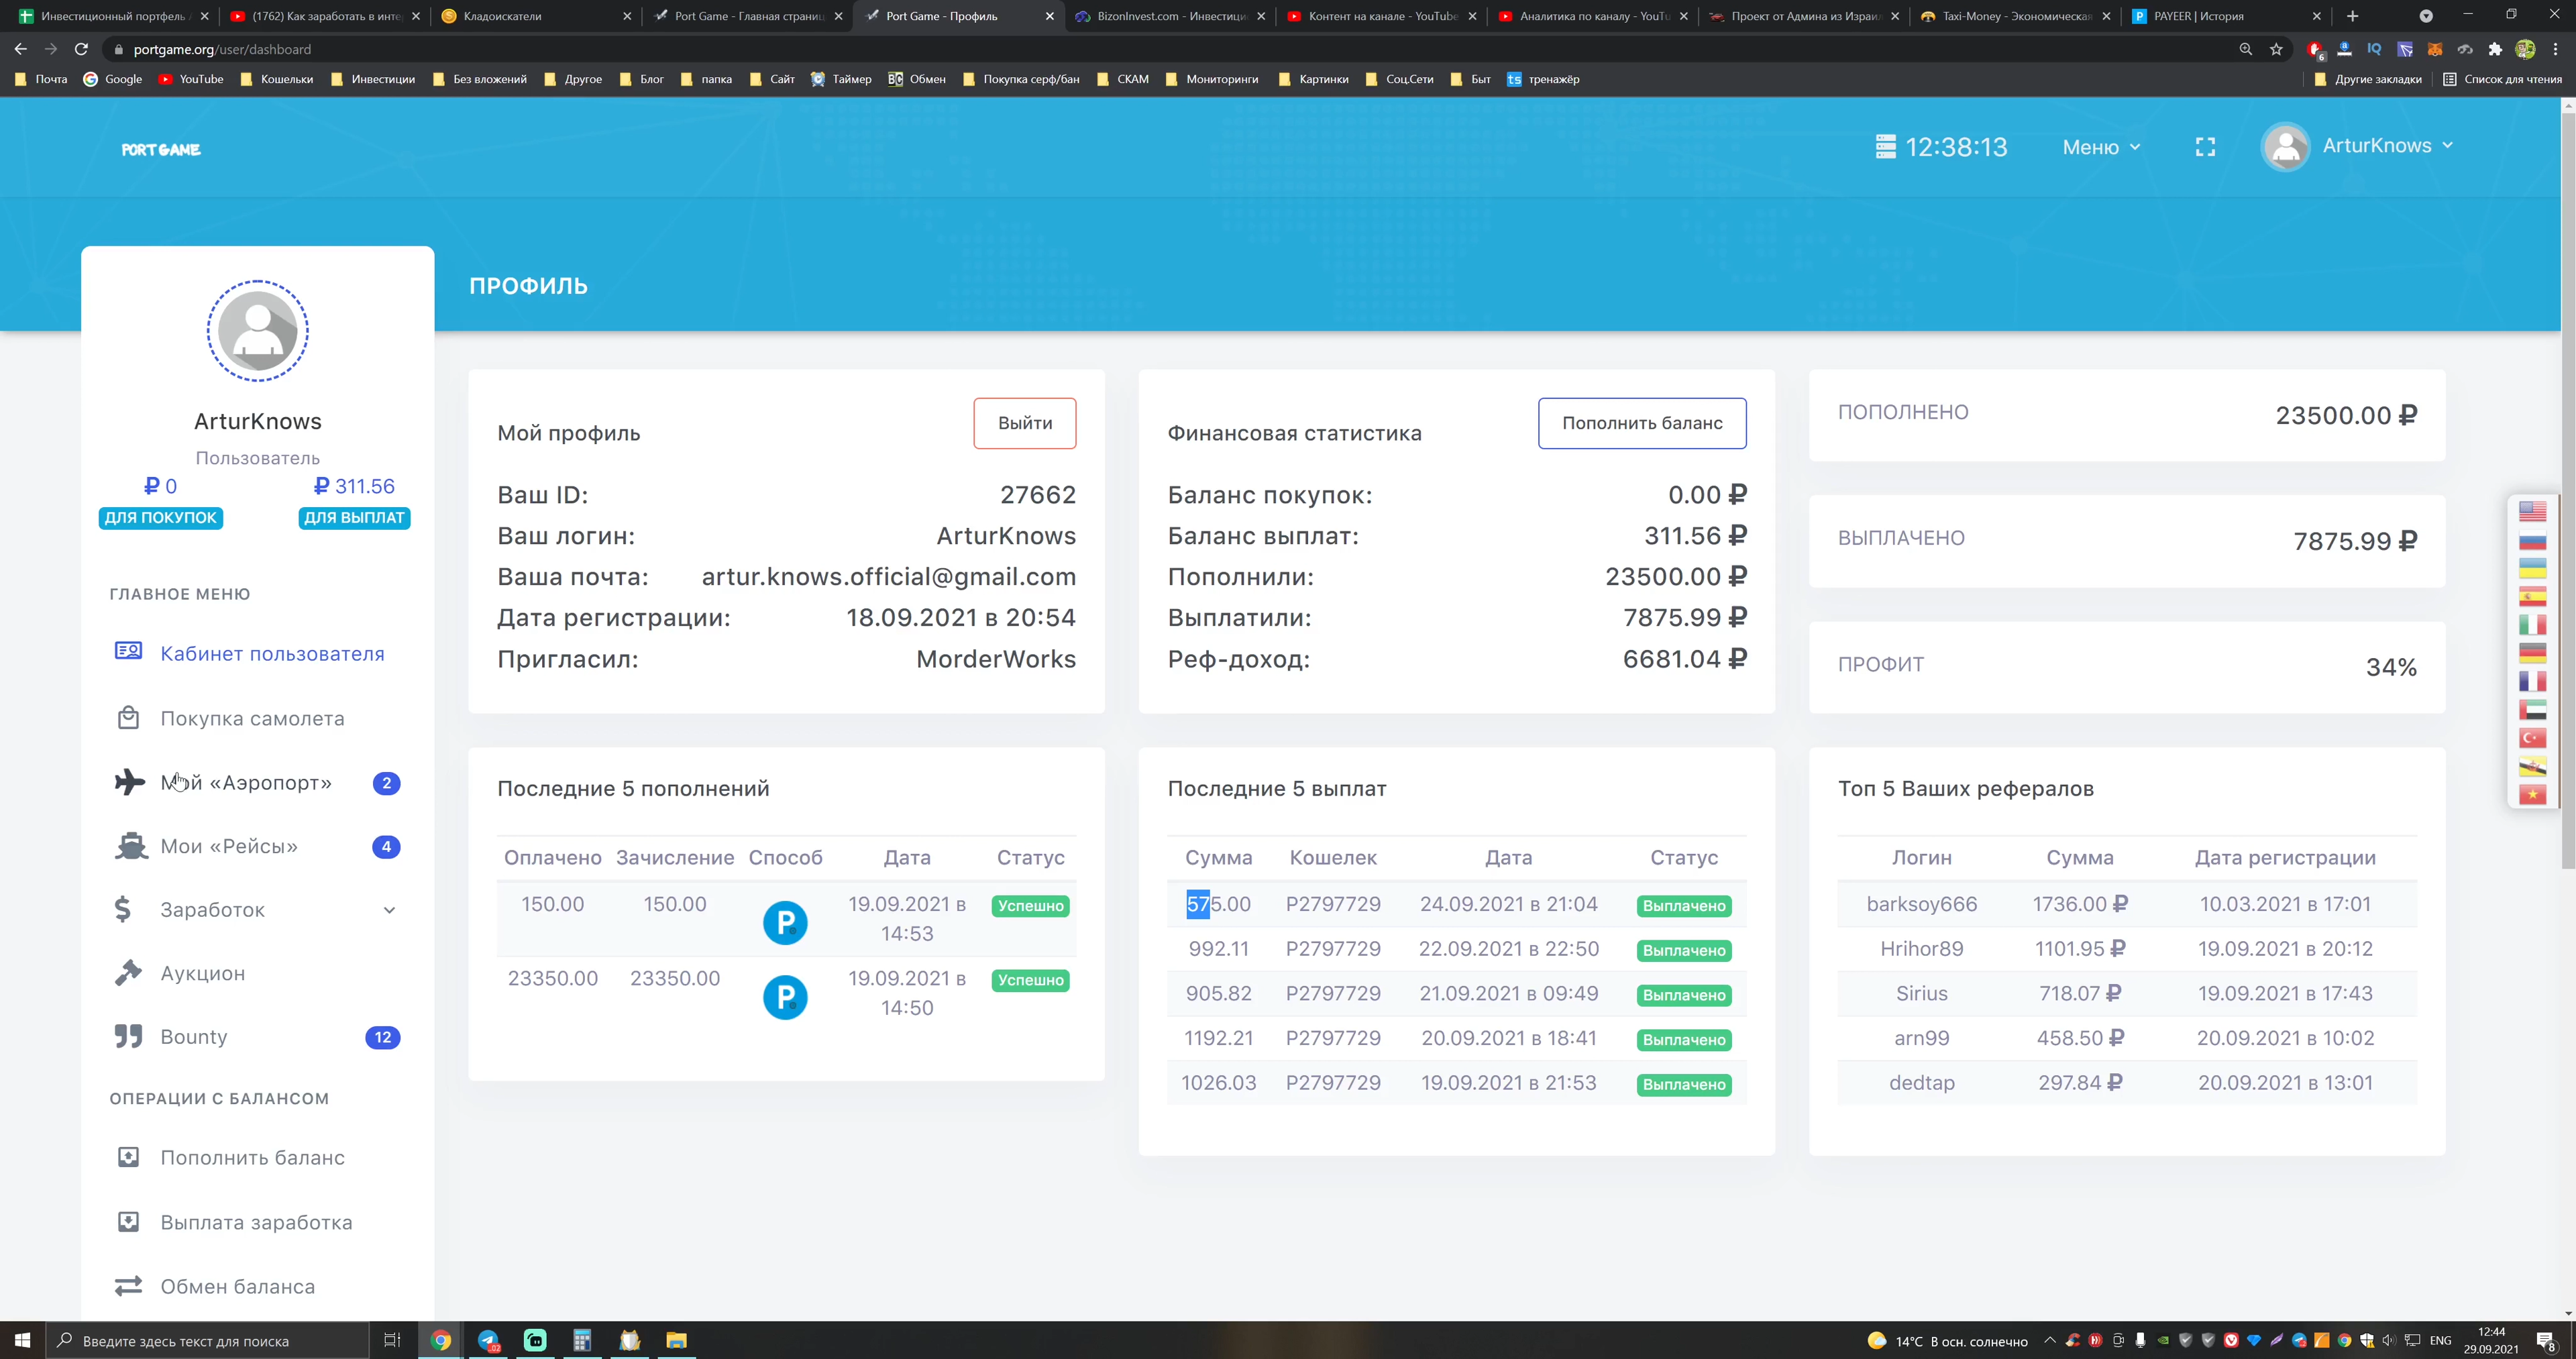 Инвестиционный портфель
(1762) Как заработать в инте
Кладоискатели
Port Game - Главная страниц
Port Game - Профиль
BizonInvest.com - Инвестици
Контент на канале - YouTube
Аналитика по каналу - YouTu
Проект от Админа из Израи
Taxi-Money - Экономическая
PAYEER | История
portgame.org/user/dashboard
Почта
Google
YouTube
Кошельки
Инвестиции
Без вложений
Другое
Блог
папка
Сайт
Таймер
Обмен
Покупка серф/бан
СКАМ
Мониторинги
Картинки
Соц.Сети
Быт
тренажёр
Другие закладки
Список для чтения
PORT GAME
12:38:13
Меню
ArturKnows
ПРОФИЛЬ
ArturKnows
Пользователь
₽ 0
₽ 311.56
ДЛЯ ПОКУПОК
ДЛЯ ВЫПЛАТ
ГЛАВНОЕ МЕНЮ
Кабинет пользователя
Покупка самолета
Мой «Аэропорт» 2
Мои «Рейсы» 4
Заработок
Аукцион
Bounty 12
ОПЕРАЦИИ С БАЛАНСОМ
Пополнить баланс
Выплата заработка
Обмен баланса
Мой профиль
Выйти
Ваш ID: 27662
Ваш логин: ArturKnows
Ваша почта: artur.knows.official@gmail.com
Дата регистрации: 18.09.2021 в 20:54
Пригласил: MorderWorks
Финансовая статистика
Пополнить баланс
Баланс покупок: 0.00 ₽
Баланс выплат: 311.56 ₽
Пополнили: 23500.00 ₽
Выплатили: 7875.99 ₽
Реф-доход: 6681.04 ₽
ПОПОЛНЕНО 23500.00 ₽
ВЫПЛАЧЕНО 7875.99 ₽
ПРОФИТ 34%
Последние 5 пополнений
Оплачено Зачисление Способ Дата Статус
150.00 150.00 19.09.2021 в 14:53 Успешно
23350.00 23350.00 19.09.2021 в 14:50 Успешно
Последние 5 выплат
Сумма Кошелек Дата Статус
575.00 P2797729 24.09.2021 в 21:04 Выплачено
992.11 P2797729 22.09.2021 в 22:50 Выплачено
905.82 P2797729 21.09.2021 в 09:49 Выплачено
1192.21 P2797729 20.09.2021 в 18:41 Выплачено
1026.03 P2797729 19.09.2021 в 21:53 Выплачено
Топ 5 Ваших рефералов
Логин Сумма Дата регистрации
barksoy666 1736.00 ₽ 10.03.2021 в 17:01
Hrihor89 1101.95 ₽ 19.09.2021 в 20:12
Sirius 718.07 ₽ 19.09.2021 в 17:43
arn99 458.50 ₽ 20.09.2021 в 10:02
dedtap 297.84 ₽ 20.09.2021 в 13:01
Введите здесь текст для поиска
14°C В осн. солнечно
ENG
12:44
29.09.2021
8